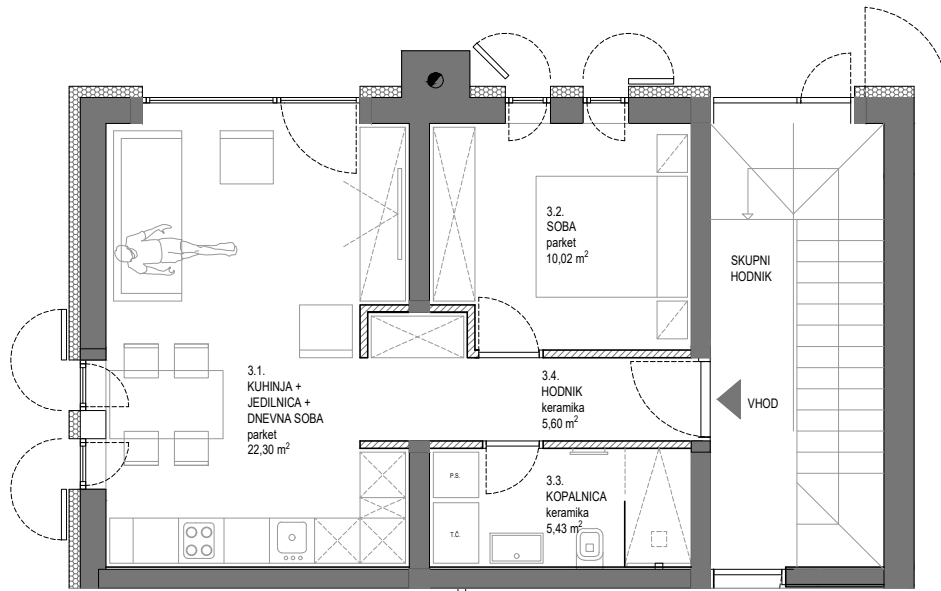 3.2.
SOBA
parket
10,02 m²
SKUPNI
HODNIK
3.1.
KUHINJA +
JEDILNICA +
DNEVNA SOBA
parket
22,30 m²
3.4.
HODNIK
keramika
5,60 m²
VHOD
P.S.
T.Č.
3.3.
KOPALNICA
keramika
5,43 m²